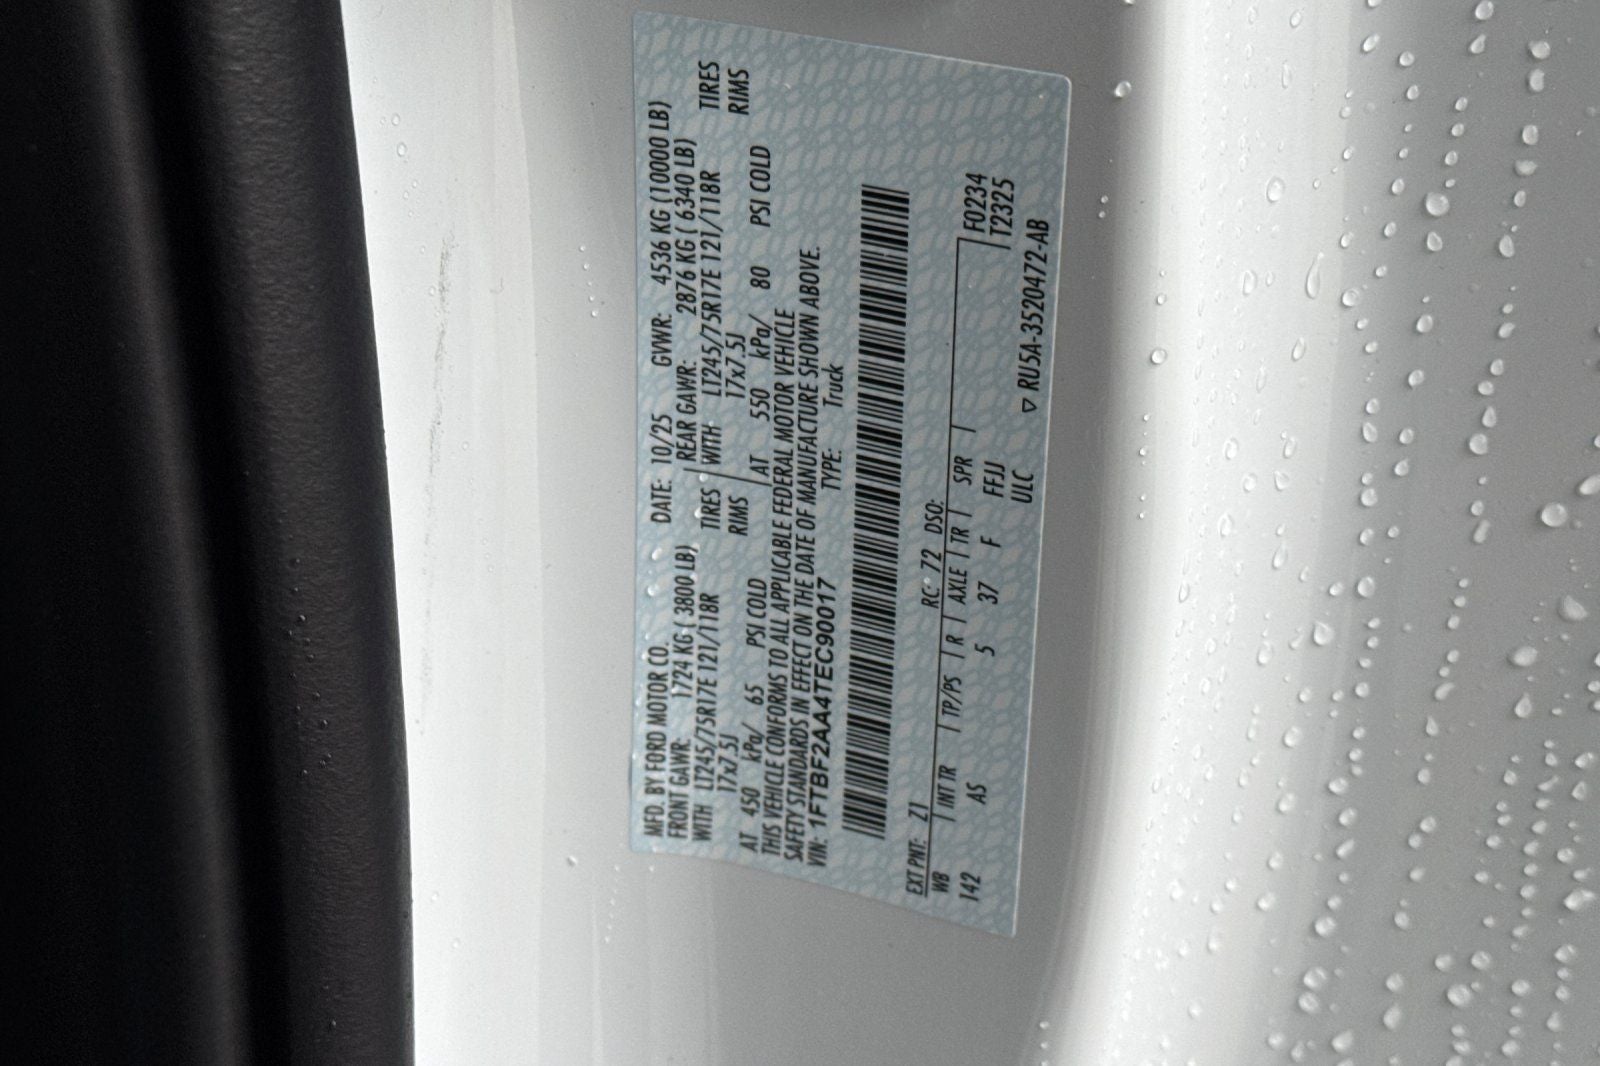 MFD. BY FORD MOTOR CO. DATE: 10/25 GVWR: 4536 KG (10000 LB)
FRONT GAWR: 1724 KG ( 3800 LB) REAR GAWR: 2876 KG ( 6340 LB)
WITH LT245/75R17E 121/118R TIRES WITH LT245/75R17E 121/118R TIRES
17x7.5J RIMS 17x7.5J RIMS
AT 450 kPa/ 65 PSI COLD AT 550 kPa/ 80 PSI COLD
THIS VEHICLE CONFORMS TO ALL APPLICABLE FEDERAL MOTOR VEHICLE
SAFETY STANDARDS IN EFFECT ON THE DATE OF MANUFACTURE SHOWN ABOVE.
VIN: 1FTBF2AA4TEC90017 TYPE: Truck
EXT PNT: Z1 RC: 72 DSO:
WB | INT TR | TP/PS | R | AXLE | TR | SPR | F0234
142 AS 5 37 F FFJJ T2325
ULC
▽ RU5A-3520472-AB